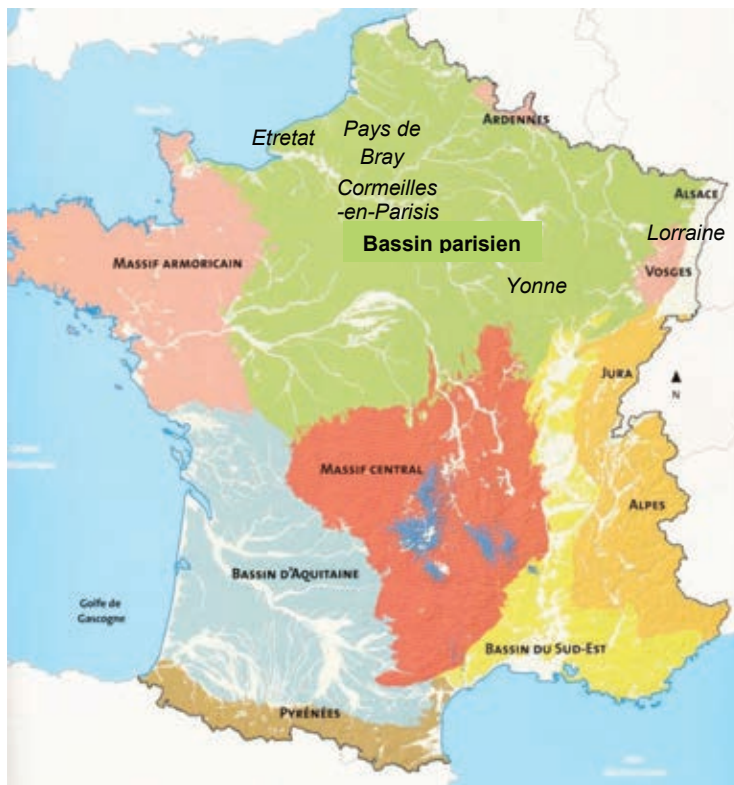 ARDENNES
Etretat
Pays de
Bray
Cormeilles
-en-Parisis
ALSACE
Lorraine
Bassin parisien
MASSIF ARMORICAIN
VOSGES
Yonne
JURA
N
MASSIF CENTRAL
ALPES
BASSIN D'AQUITAINE
Golfe de
Gascogne
BASSIN DU SUD-EST
PYRÉNÉES